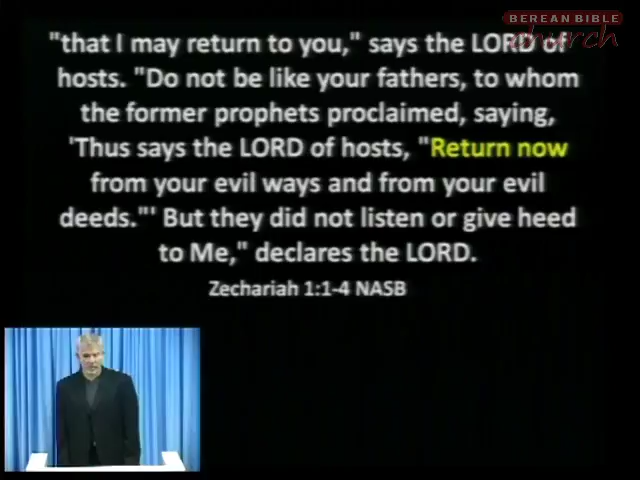 BEREAN BIBLE
church
"that I may return to you," says the LORD of
hosts. "Do not be like your fathers, to whom
the former prophets proclaimed, saying,
'Thus says the LORD of hosts, "Return now
from your evil ways and from your evil
deeds."' But they did not listen or give heed
to Me," declares the LORD.
Zechariah 1:1-4 NASB